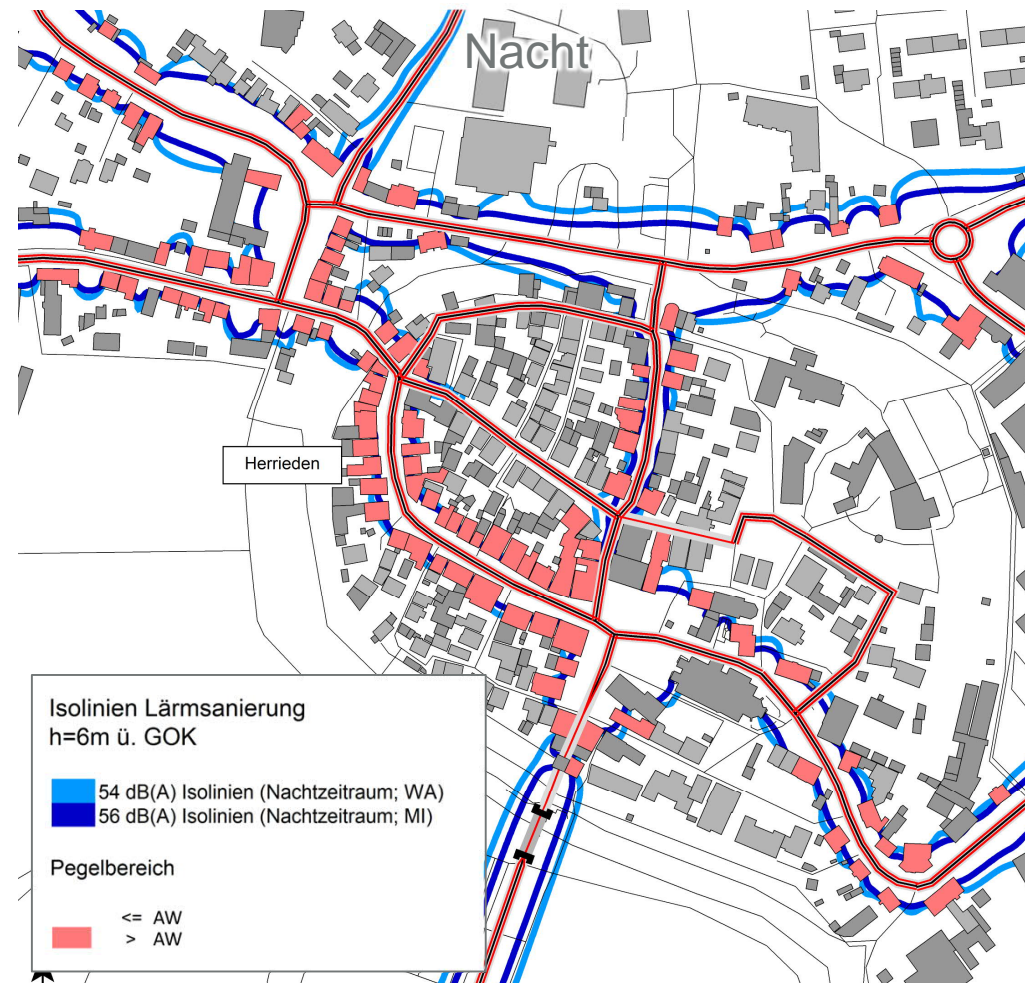 Nacht
Herrieden
Isolinien Lärmsanierung
h=6m ü. GOK
54 dB(A) Isolinien (Nachtzeitraum; WA)
56 dB(A) Isolinien (Nachtzeitraum; MI)
Pegelbereich
<= AW
> AW